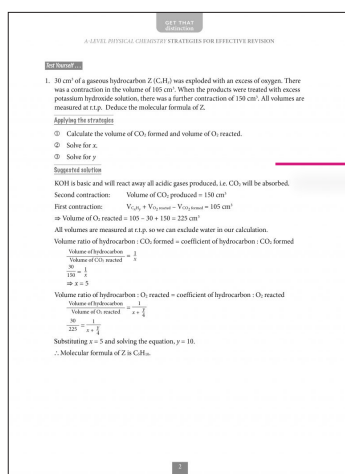 GET THAT
distinction
A-LEVEL PHYSICAL CHEMISTRY STRATEGIES FOR EFFECTIVE REVISION
Test Yourself . . .
1. 30 cm³ of a gaseous hydrocarbon Z (CₓHᵧ) was exploded with an excess of oxygen. There
was a contraction in the volume of 105 cm³. When the products were treated with excess
potassium hydroxide solution, there was a further contraction of 150 cm³. All volumes are
measured at r.t.p. Deduce the molecular formula of Z.
Applying the strategies
① Calculate the volume of CO₂ formed and volume of O₂ reacted.
② Solve for x.
③ Solve for y
Suggested solution
KOH is basic and will react away all acidic gases produced, i.e. CO₂ will be absorbed.
Second contraction: Volume of CO₂ produced = 150 cm³
First contraction: V_CₓHᵧ + V_O₂ reacted – V_CO₂ formed = 105 cm³
⇒ Volume of O₂ reacted = 105 – 30 + 150 = 225 cm³
All volumes are measured at r.t.p. so we can exclude water in our calculation.
Volume ratio of hydrocarbon : CO₂ formed = coefficient of hydrocarbon : CO₂ formed
Volume of hydrocarbon / Volume of CO₂ reacted = 1 / x
30 / 150 = 1 / x
⇒ x = 5
Volume ratio of hydrocarbon : O₂ reacted = coefficient of hydrocarbon : O₂ reacted
Volume of hydrocarbon / Volume of O₂ reacted = 1 / (x + y/4)
30 / 225 = 1 / (x + y/4)
Substituting x = 5 and solving the equation, y = 10.
∴ Molecular formula of Z is C₅H₁₀.